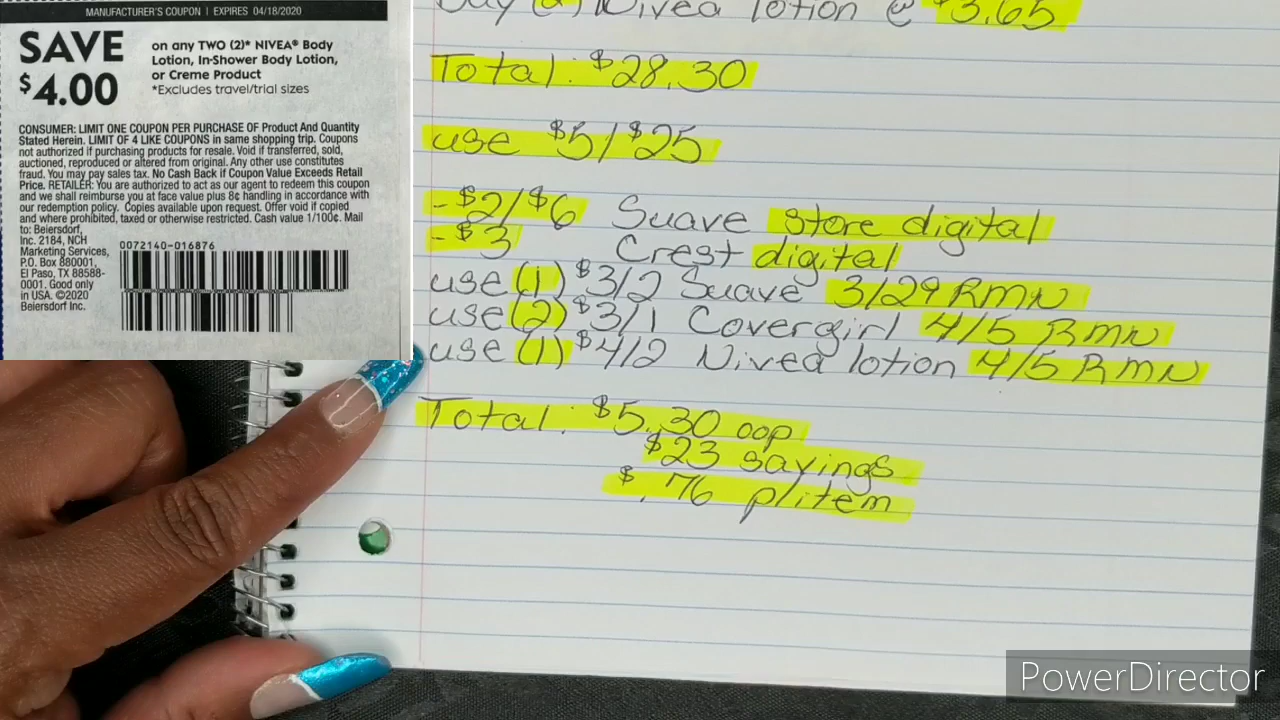 MANUFACTURER'S COUPON | EXPIRES 04/18/2020
SAVE
$4.00
on any TWO (2)* NIVEA® Body
Lotion, In-Shower Body Lotion,
or Creme Product
*Excludes travel/trial sizes
CONSUMER: LIMIT ONE COUPON PER PURCHASE OF Product And Quantity
Stated Herein. LIMIT OF 4 LIKE COUPONS in same shopping trip. Coupons
not authorized if purchasing products for resale. Void if transferred, sold,
auctioned, reproduced or altered from original. Any other use constitutes
fraud. You may pay sales tax. No Cash Back if Coupon Value Exceeds Retail
Price. RETAILER: You are authorized to act as our agent to redeem this coupon
and we shall reimburse you at face value plus 8¢ handling in accordance with
our redemption policy. Copies available upon request. Offer void if copied
and where prohibited, taxed or otherwise restricted. Cash value 1/100¢. Mail
to: Beiersdorf,
Inc. 2184, NCH
Marketing Services,
P.O. Box 880001,
El Paso, TX 88588-
0001. Good only
in USA. ©2020
Beiersdorf Inc.
0072140-016876
Buy (2) Nivea lotion @ $3.65
Total: $28.30
use $5/$25
-$2/$6 Suave store digital
-$3 Crest digital
use (1) $3/2 Suave 3/29 RMN
use (2) $3/1 Covergirl 4/5 RMN
use (1) $4/2 Nivea lotion 4/5 RMN
Total: $5.30 oop
$23 savings
$.76 p/item
PowerDirector